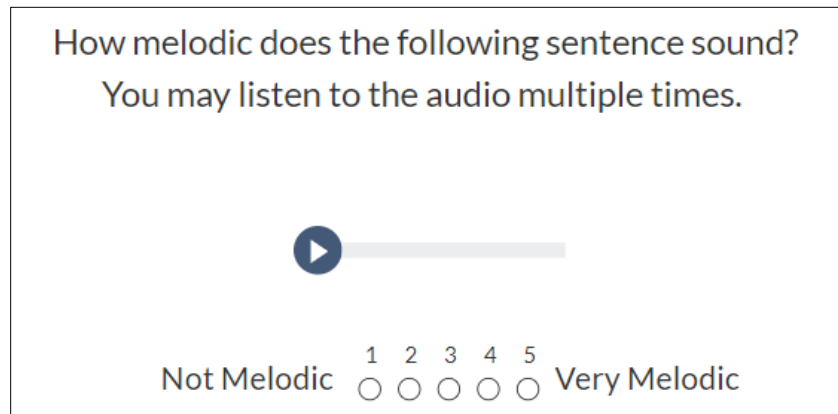 How melodic does the following sentence sound?
You may listen to the audio multiple times.
1 2 3 4 5
Not Melodic Very Melodic